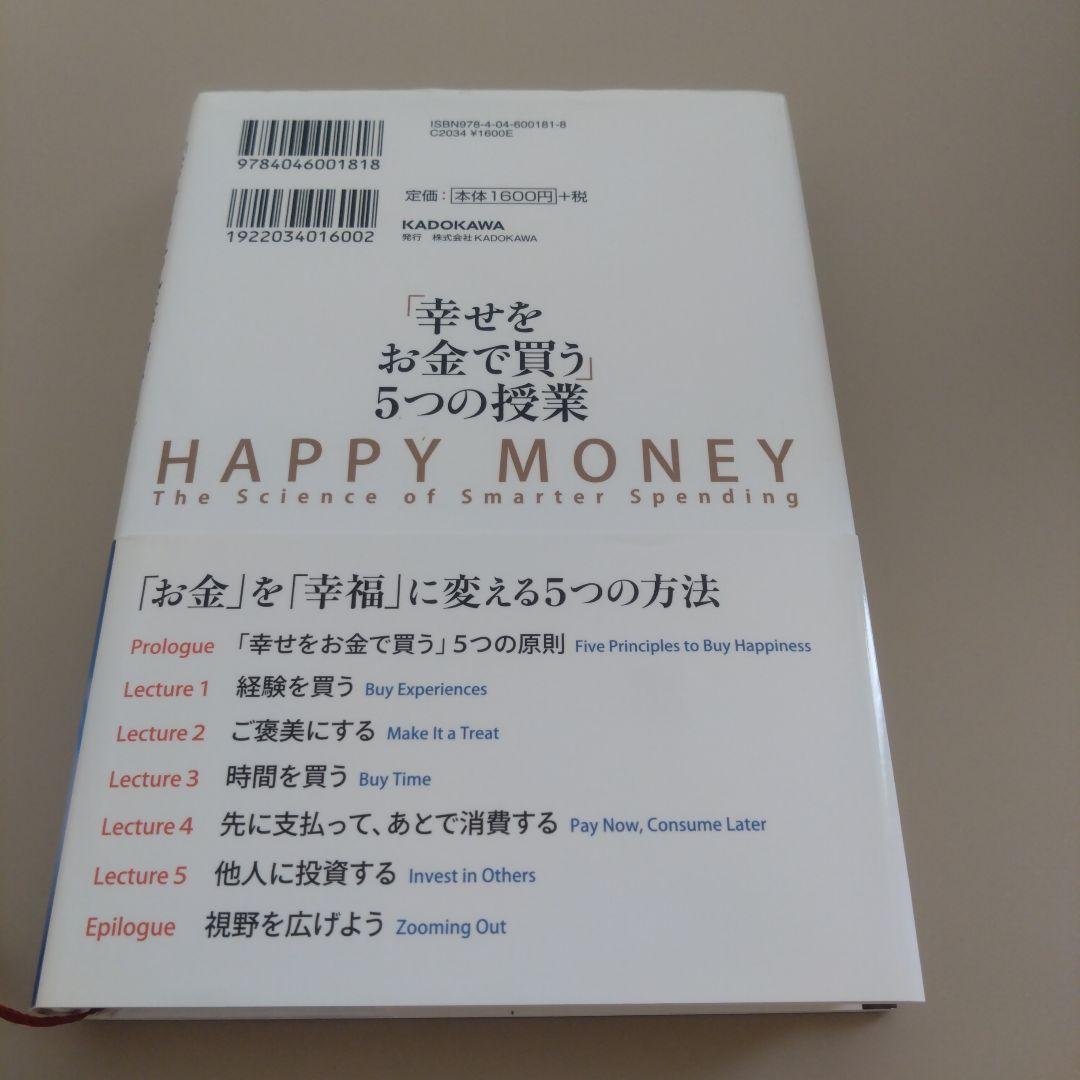 9784046001818
ISBN978-4-04-600181-8
C2034 ¥1600E
1922034016002
定価：本体1600円+税
KADOKAWA
発行 株式会社KADOKAWA
「幸せを
お金で買う」
5つの授業
HAPPY MONEY
The Science of Smarter Spending
「お金」を「幸福」に変える5つの方法
Prologue 「幸せをお金で買う」5つの原則 Five Principles to Buy Happiness
Lecture 1 経験を買う Buy Experiences
Lecture 2 ご褒美にする Make It a Treat
Lecture 3 時間を買う Buy Time
Lecture 4 先に支払って、あとで消費する Pay Now, Consume Later
Lecture 5 他人に投資する Invest in Others
Epilogue 視野を広げよう Zooming Out